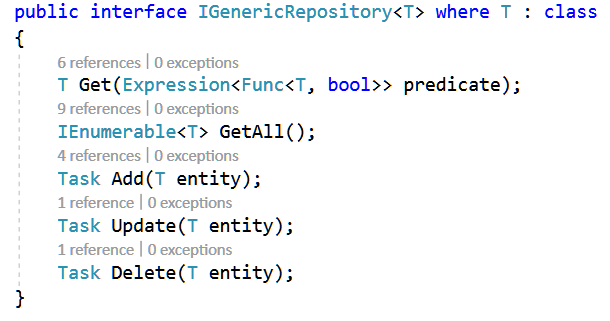 public interface IGenericRepository<T> where T : class
{
6 references | 0 exceptions
T Get(Expression<Func<T, bool>> predicate);
9 references | 0 exceptions
IEnumerable<T> GetAll();
4 references | 0 exceptions
Task Add(T entity);
1 reference | 0 exceptions
Task Update(T entity);
1 reference | 0 exceptions
Task Delete(T entity);
}